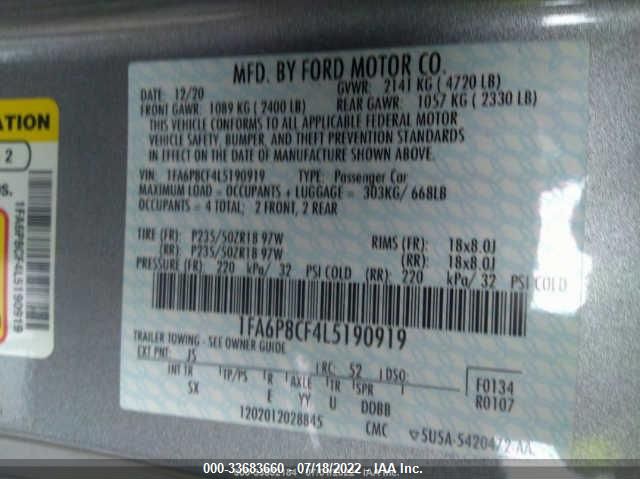 MFD. BY FORD MOTOR CO.
DATE: 12/20 GVWR: 2141 KG ( 4720 LB)
FRONT GAWR: 1089 KG ( 2400 LB) REAR GAWR: 1057 KG ( 2330 LB)
THIS VEHICLE CONFORMS TO ALL APPLICABLE FEDERAL MOTOR
VEHICLE SAFETY, BUMPER, AND THEFT PREVENTION STANDARDS
IN EFFECT ON THE DATE OF MANUFACTURE SHOWN ABOVE.
VIN: 1FA6P8CF4L5190919 TYPE: Passenger Car
MAXIMUM LOAD = OCCUPANTS + LUGGAGE = 303KG/ 668LB
OCCUPANTS = 4 TOTAL; 2 FRONT, 2 REAR
TIRE (FR): P235/50ZR18 97W RIMS (FR): 18x8.0J
(RR): P235/50ZR18 97W (RR): 18x8.0J
PRESSURE (FR): 220 kPa/ 32 PSI COLD (RR): 220 kPa/ 32 PSI COLD
1FA6P8CF4L5190919
TRAILER TOWING - SEE OWNER GUIDE
EXT PNT: JS RC: 52 DSO:
INT TR TP/PS R AXLE TR SPR F0134
SX E YY U DDBB R0107
1202012028845 CMC
5U5A-5420472-AA
ATION
2
1FA6P8CF4L5190919
000-33683660 - 07/18/2022 - IAA Inc.